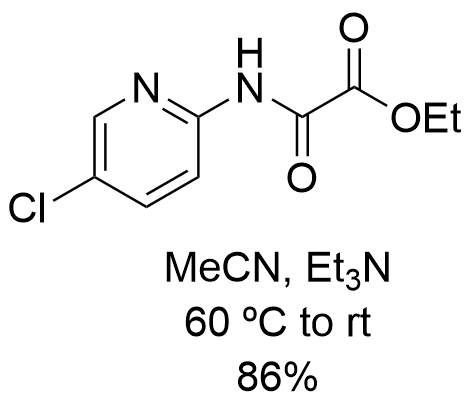 H
N
N
O
OEt
O
Cl
MeCN, Et₃N
60 ºC to rt
86%